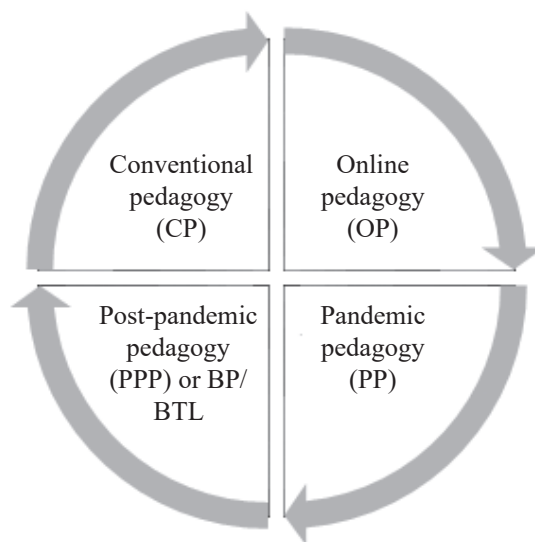 Conventional
pedagogy
(CP)
Online
pedagogy
(OP)
Post-pandemic
pedagogy
(PPP) or BP/
BTL
Pandemic
pedagogy
(PP)